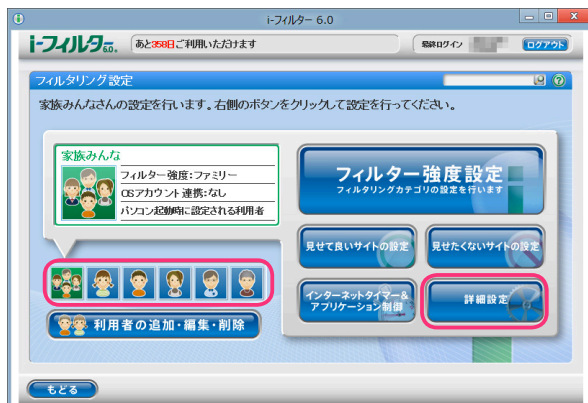 i-フィルター 6.0
i-フィルター6.0 あと358日ご利用いただけます 最終ログイン ログアウト
フィルタリング設定
家族みんなさんの設定を行います。右側のボタンをクリックして設定を行ってください。
家族みんな
フィルター強度:ファミリー
OSアカウント連携:なし
パソコン起動時に設定される利用者
フィルター強度設定
フィルタリングカテゴリの設定を行います
見せて良いサイトの設定
見せたくないサイトの設定
インターネットタイマー&
アプリケーション制御
詳細設定
利用者の追加・編集・削除
もどる